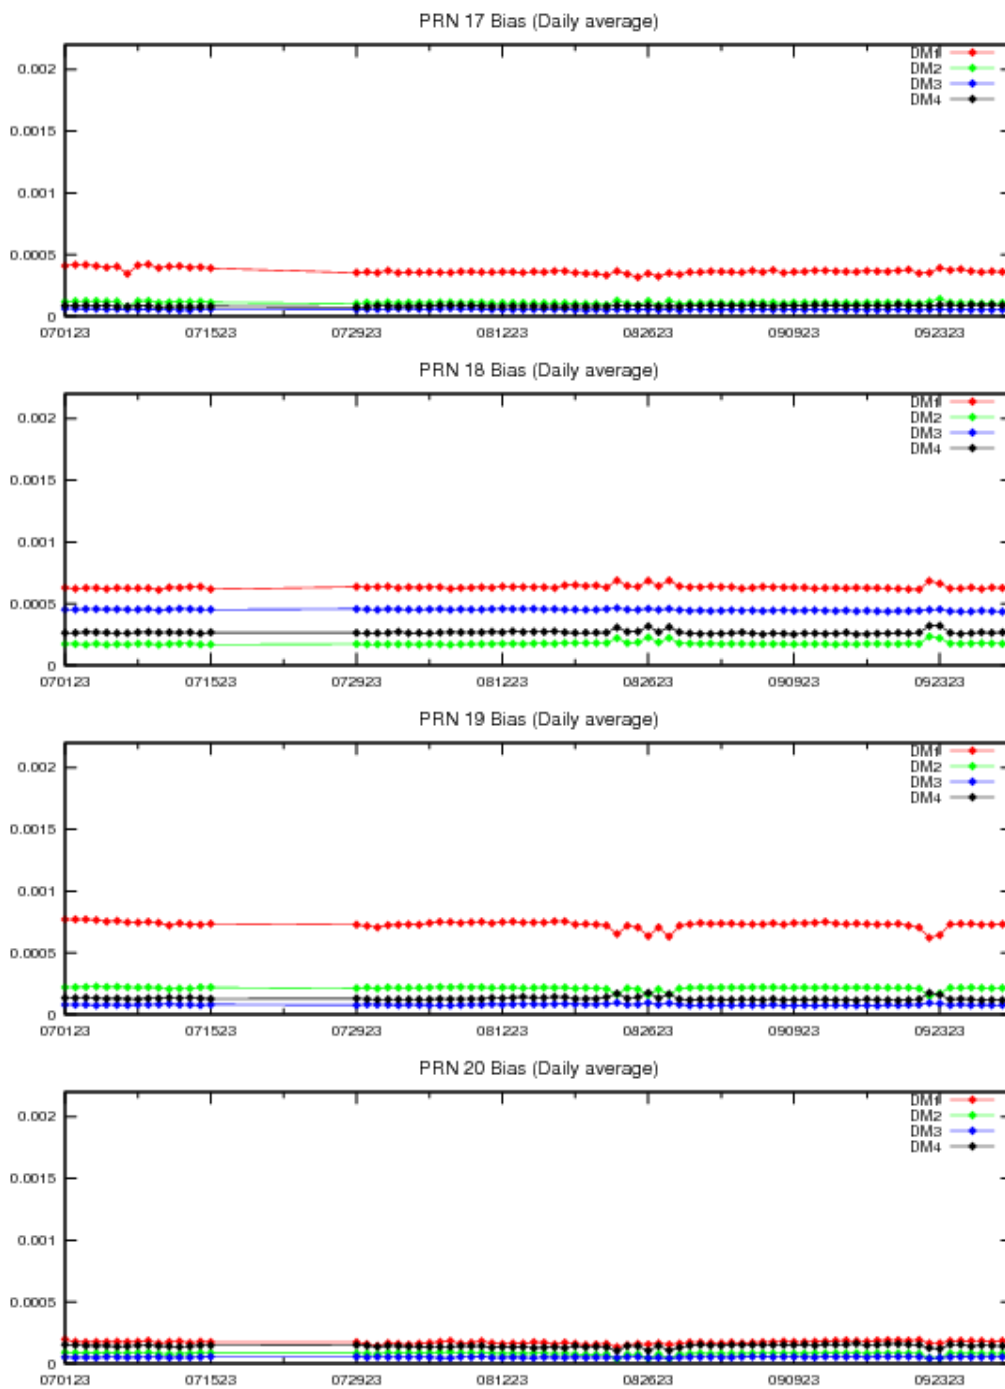 PRN 17 Bias (Daily average)
DM1
0.002
DM2
DM3
DM4
0.0015
0.001
0.0005
0
070123 071523 072923 081223 082623 090923 092323
PRN 18 Bias (Daily average)
DM1
0.002
DM2
DM3
DM4
0.0015
0.001
0.0005
0
070123 071523 072923 081223 082623 090923 092323
PRN 19 Bias (Daily average)
DM1
0.002
DM2
DM3
DM4
0.0015
0.001
0.0005
0
070123 071523 072923 081223 082623 090923 092323
PRN 20 Bias (Daily average)
DM1
0.002
DM2
DM3
DM4
0.0015
0.001
0.0005
0
070123 071523 072923 081223 082623 090923 092323